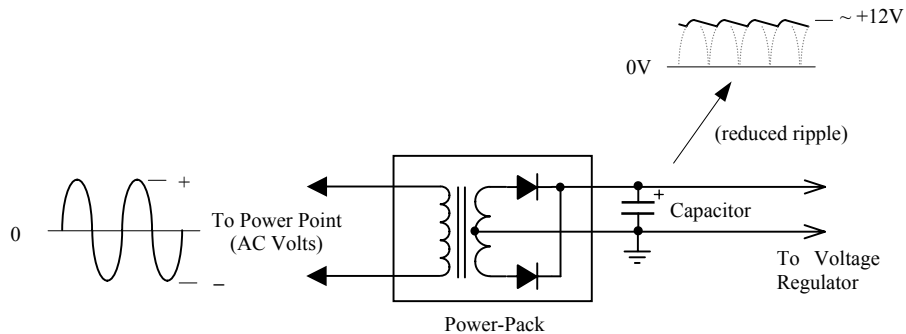 ~ +12V
0V
(reduced ripple)
+
0
To Power Point
(AC Volts)
+
Capacitor
−
To Voltage
Regulator
Power-Pack